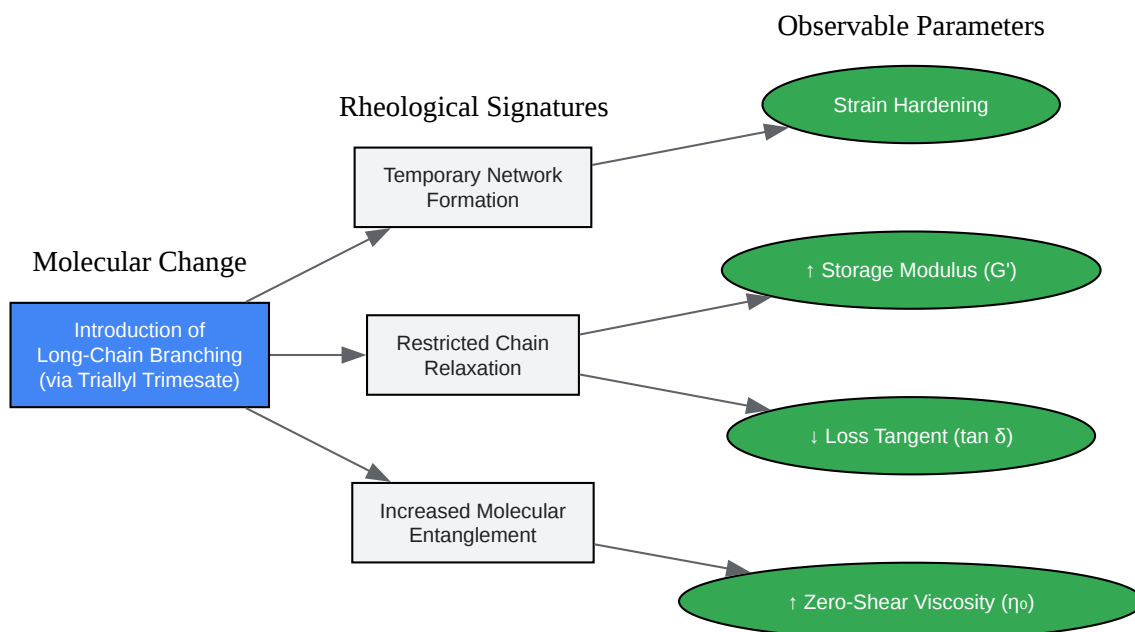 Observable Parameters
Strain Hardening
Rheological Signatures
Temporary Network
Formation
Molecular Change
↑ Storage Modulus (G')
Introduction of
Long-Chain Branching
(via Triallyl Trimesate)
Restricted Chain
Relaxation
↓ Loss Tangent (tan δ)
Increased Molecular
Entanglement
↑ Zero-Shear Viscosity (η₀)